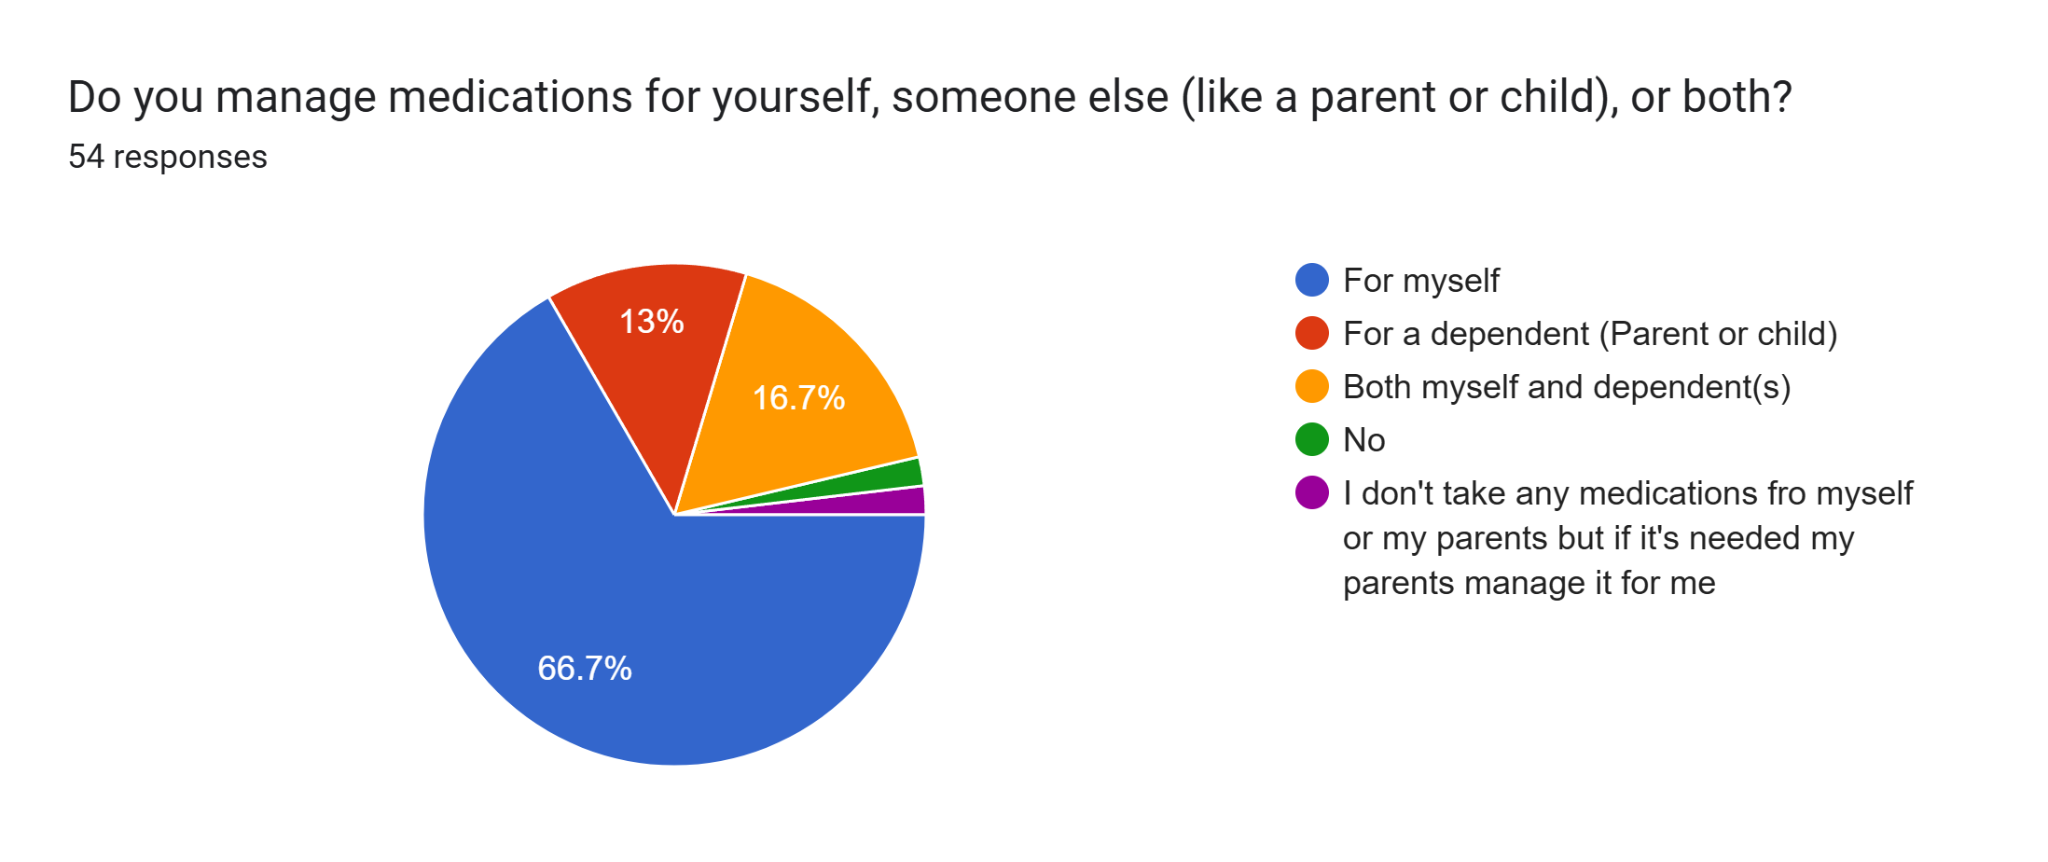 Do you manage medications for yourself, someone else (like a parent or child), or both?
54 responses
13%
16.7%
66.7%
For myself
For a dependent (Parent or child)
Both myself and dependent(s)
No
I don't take any medications fro myself
or my parents but if it's needed my
parents manage it for me